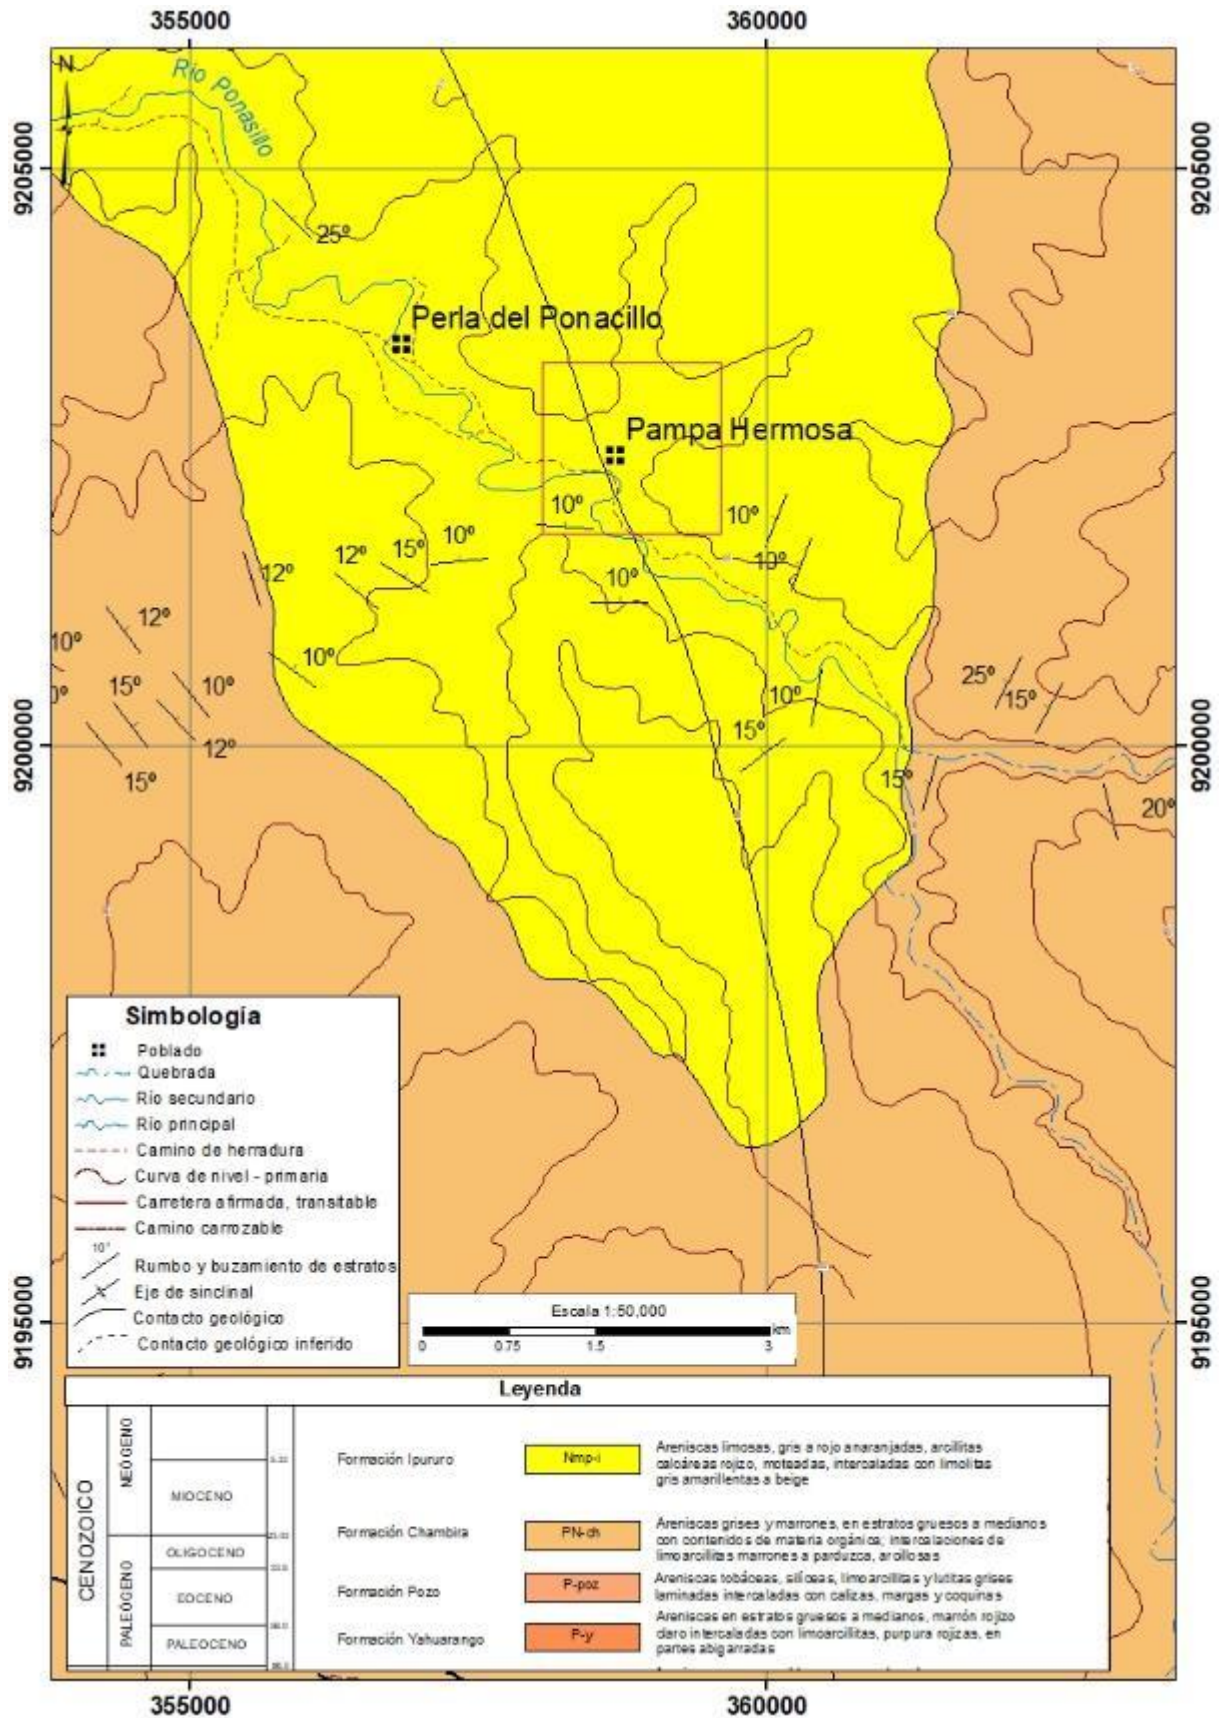 355000
360000
N
Río Ponasillo
9205000
9205000
25º
Perla del Ponacillo
Pampa Hermosa
10º
10º
10º
15º
12º
10º
12º
10º
12º
10º
10º
10º
15º
10º
12º
15º
10º
15º
25º
15º
9200000
9200000
15º
20º
Simbología
Poblado
Quebrada
Río secundario
Río principal
Camino de herradura
Curva de nivel - primaria
Carretera afirmada, transitable
Camino carrozable
10°
Rumbo y buzamiento de estratos
Eje de sinclinal
Contacto geológico
Contacto geológico inferido
Escala 1:50,000
km
0 0.75 1.5 3
9195000
9195000
Leyenda
CENOZOICO
NEÓGENO
PALEÓGENO
MIOCENO
OLIGOCENO
EOCENO
PALEOCENO
Formación Ipururo
Nmp-i
Areniscas limosas, gris a rojo anaranjadas, arcillitas
calcáreas rojizo, moteadas, intercaladas con limolitas
gris amarillentas a beige
Formación Chambira
PN-ch
Areniscas grises y marrones, en estratos gruesos a medianos
con contenidos de materia orgánica; intercalaciones de
limoarcillitas marrones a parduzca, arcillosas
Formación Pozo
P-poz
Areniscas tobáceas, silíceas, limoarcillitas y lutitas grises
laminadas intercaladas con calizas, margas y coquinas
Formación Yahuarango
P-y
Areniscas en estratos gruesos a medianos, marrón rojizo
claro intercaladas con limoarcillitas, purpura rojizas, en
partes abigarradas
355000
360000